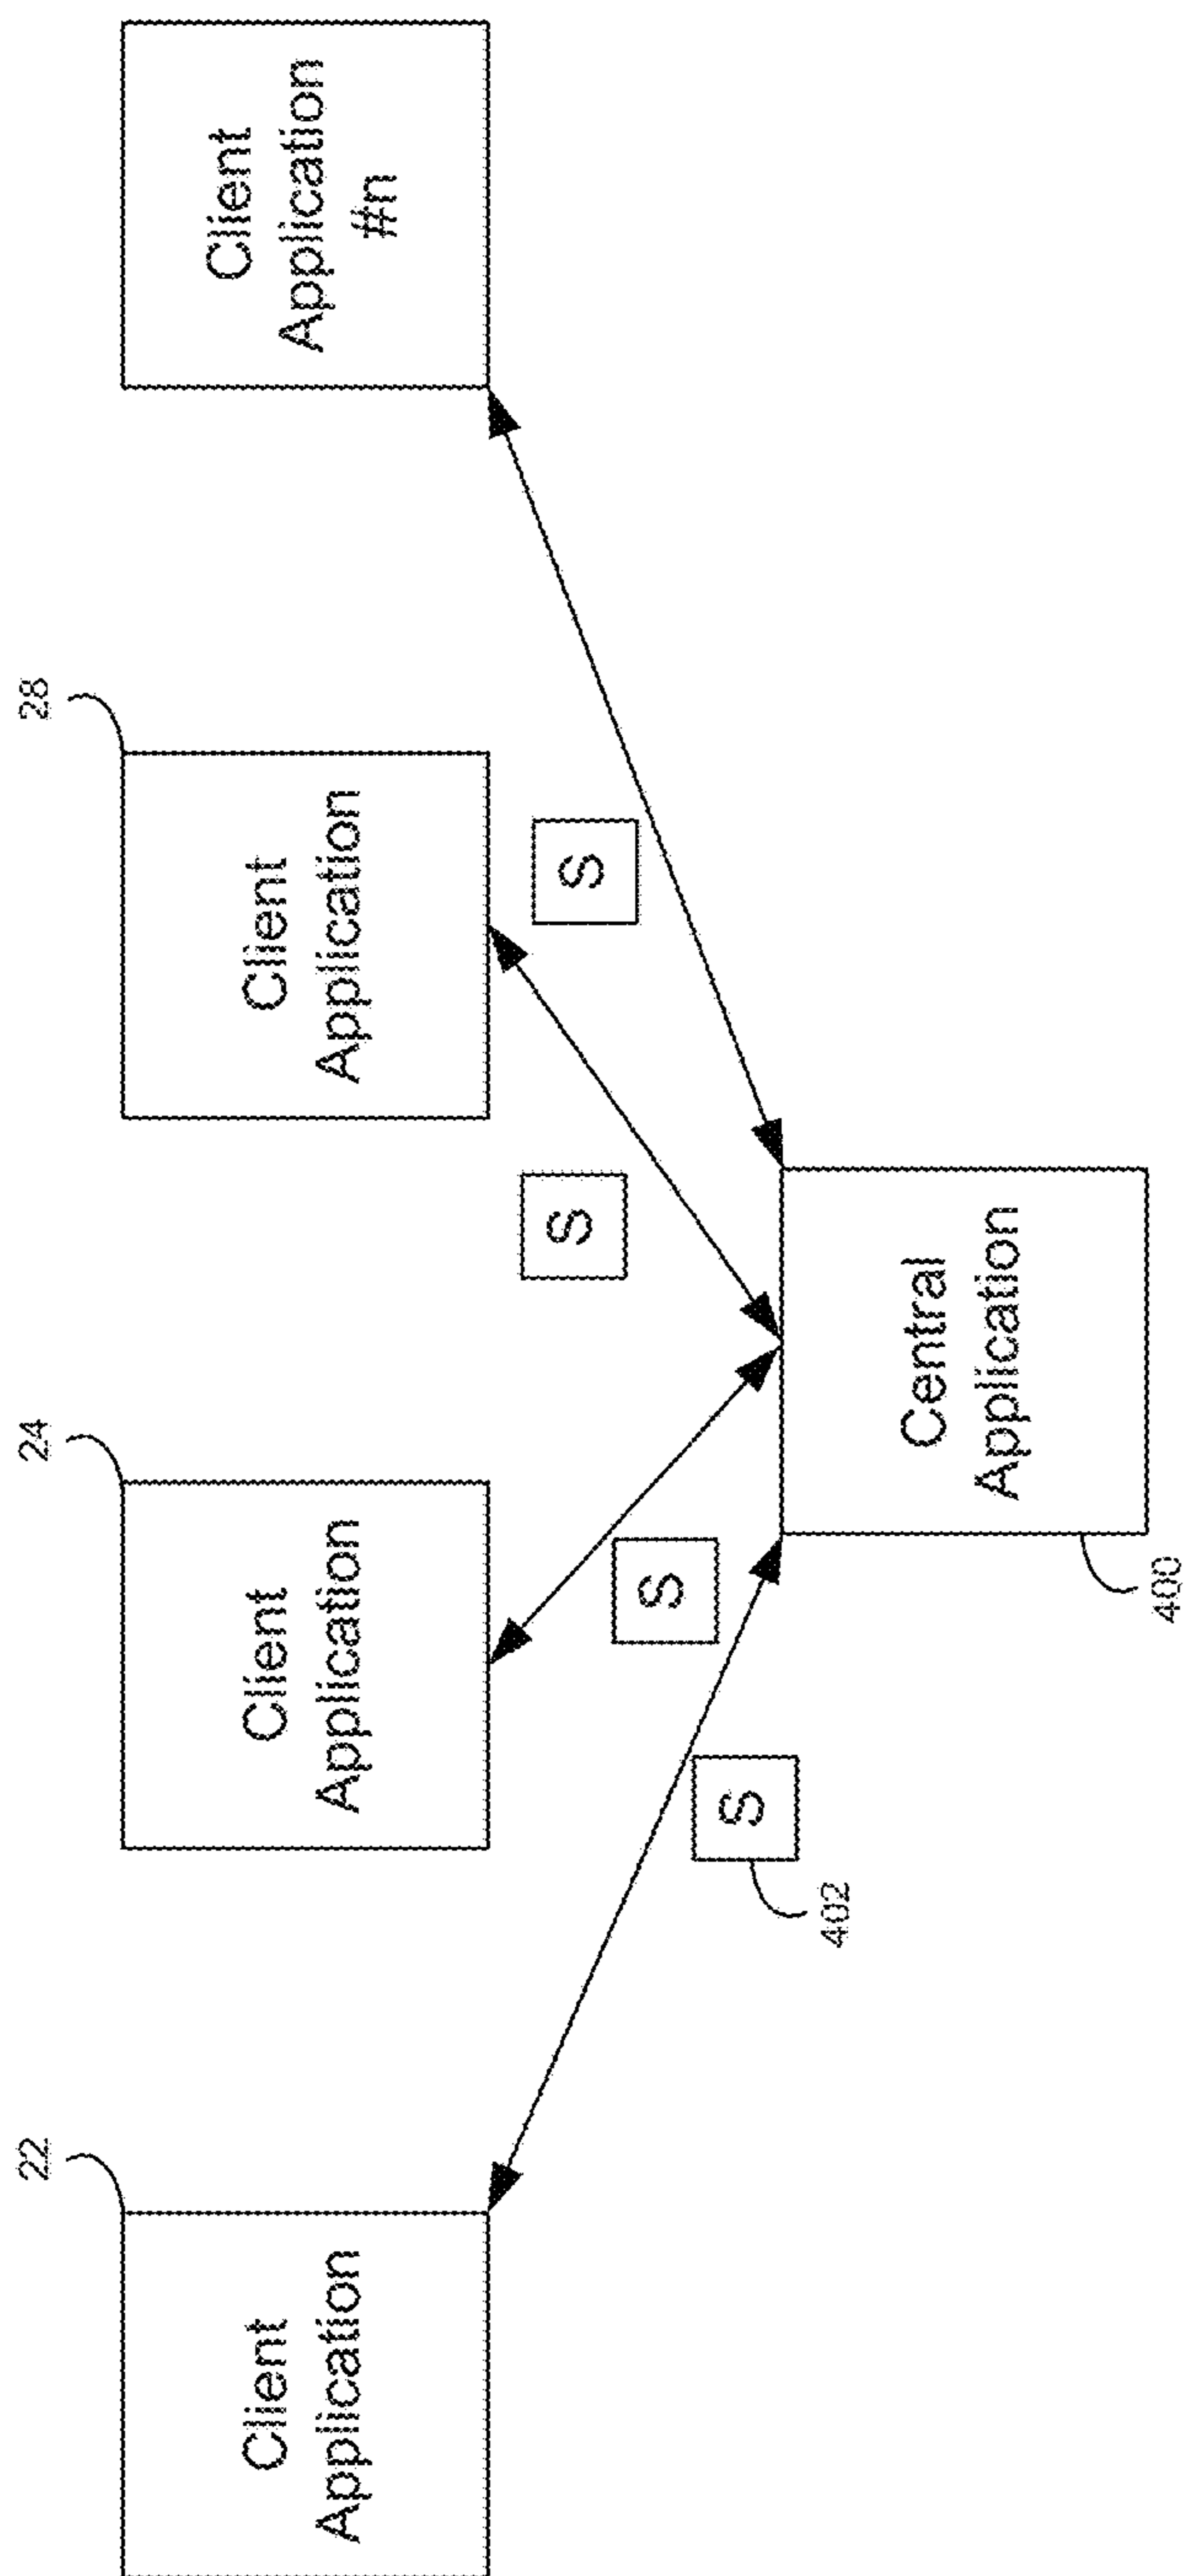 22
24
28
Client
Application
Client
Application
Client
Application
Client
Application
#n
S
S
S
S
402
Central
Application
400